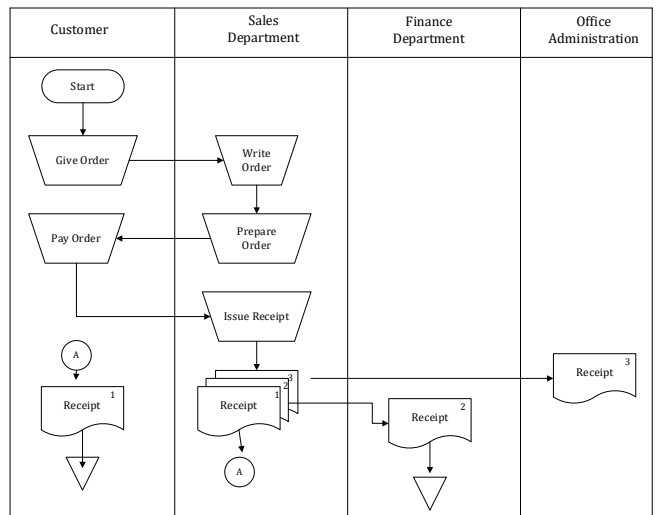 Customer
Sales
Department
Finance
Department
Office
Administration
Start
Give Order
Write
Order
Pay Order
Prepare
Order
Issue Receipt
A
Receipt
1
Receipt
1
2
3
A
Receipt
2
Receipt
3